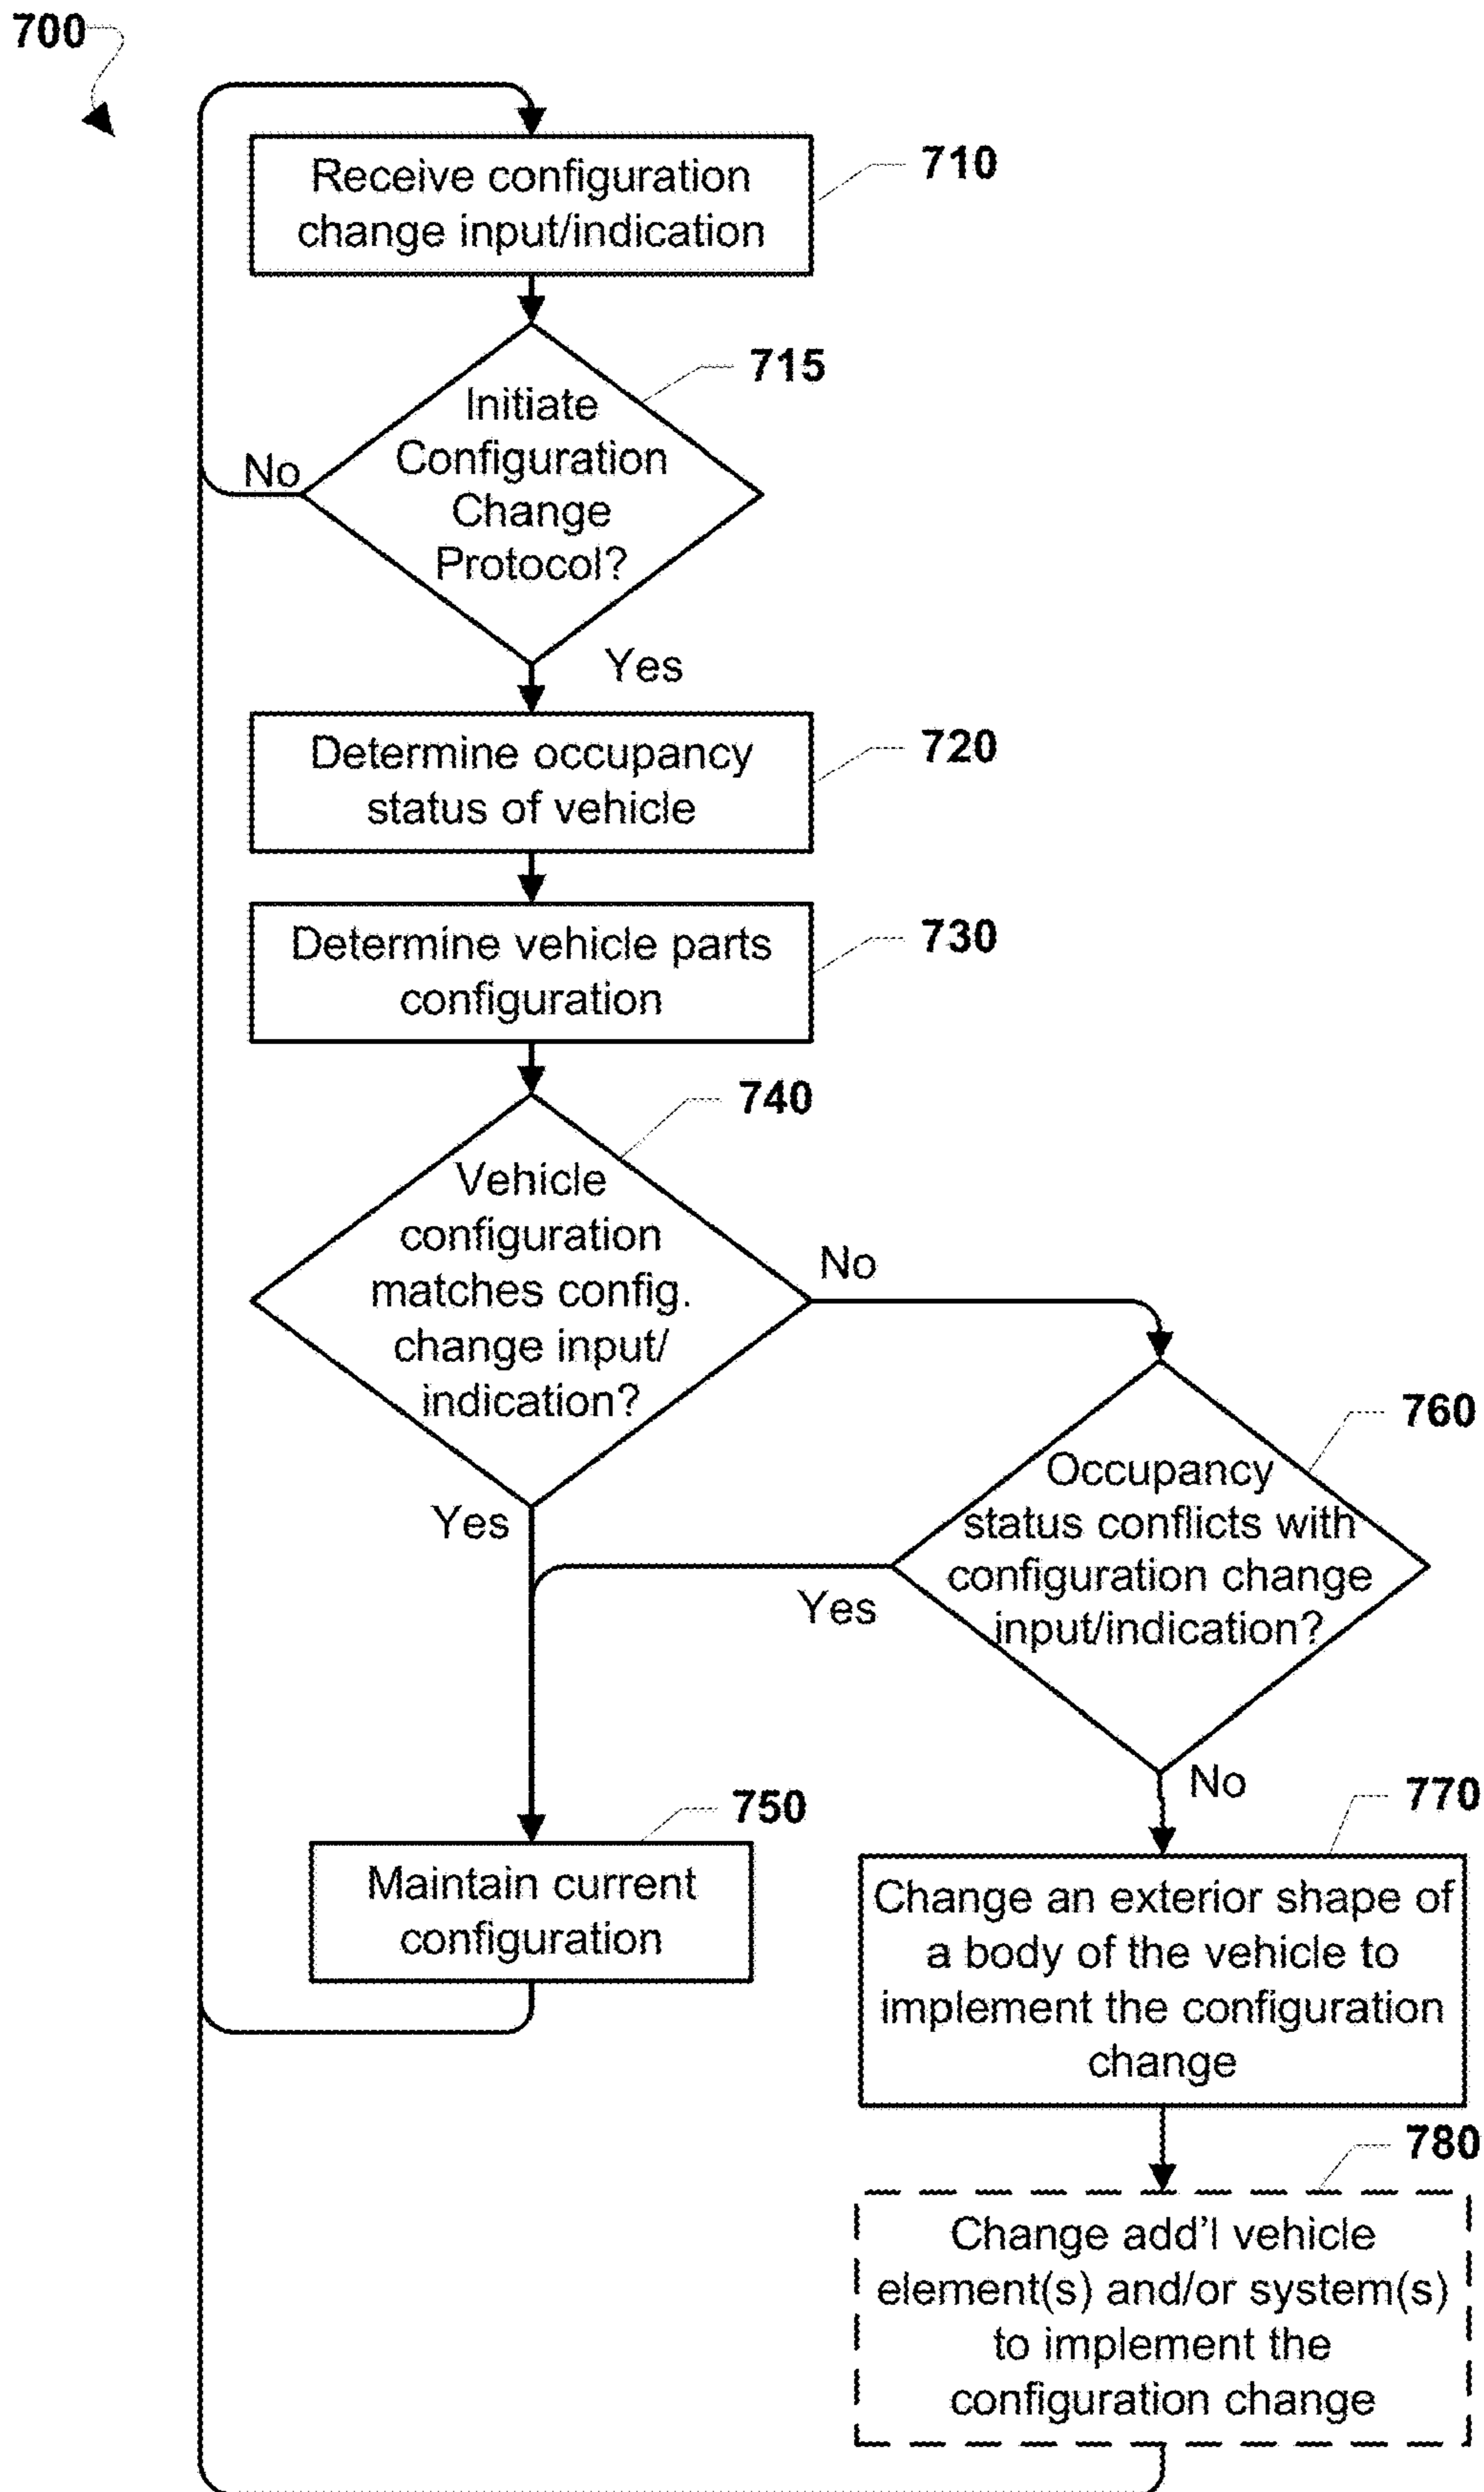 700
Receive configuration
change input/indication
710
Initiate
Configuration
Change
Protocol?
715
No
Yes
Determine occupancy
status of vehicle
720
Determine vehicle parts
configuration
730
Vehicle
configuration
matches config.
change input/
indication?
740
No
Yes
Occupancy
status conflicts with
configuration change
input/indication?
760
Yes
No
Maintain current
configuration
750
Change an exterior shape of
a body of the vehicle to
implement the configuration
change
770
Change add'l vehicle
element(s) and/or system(s)
to implement the
configuration change
780